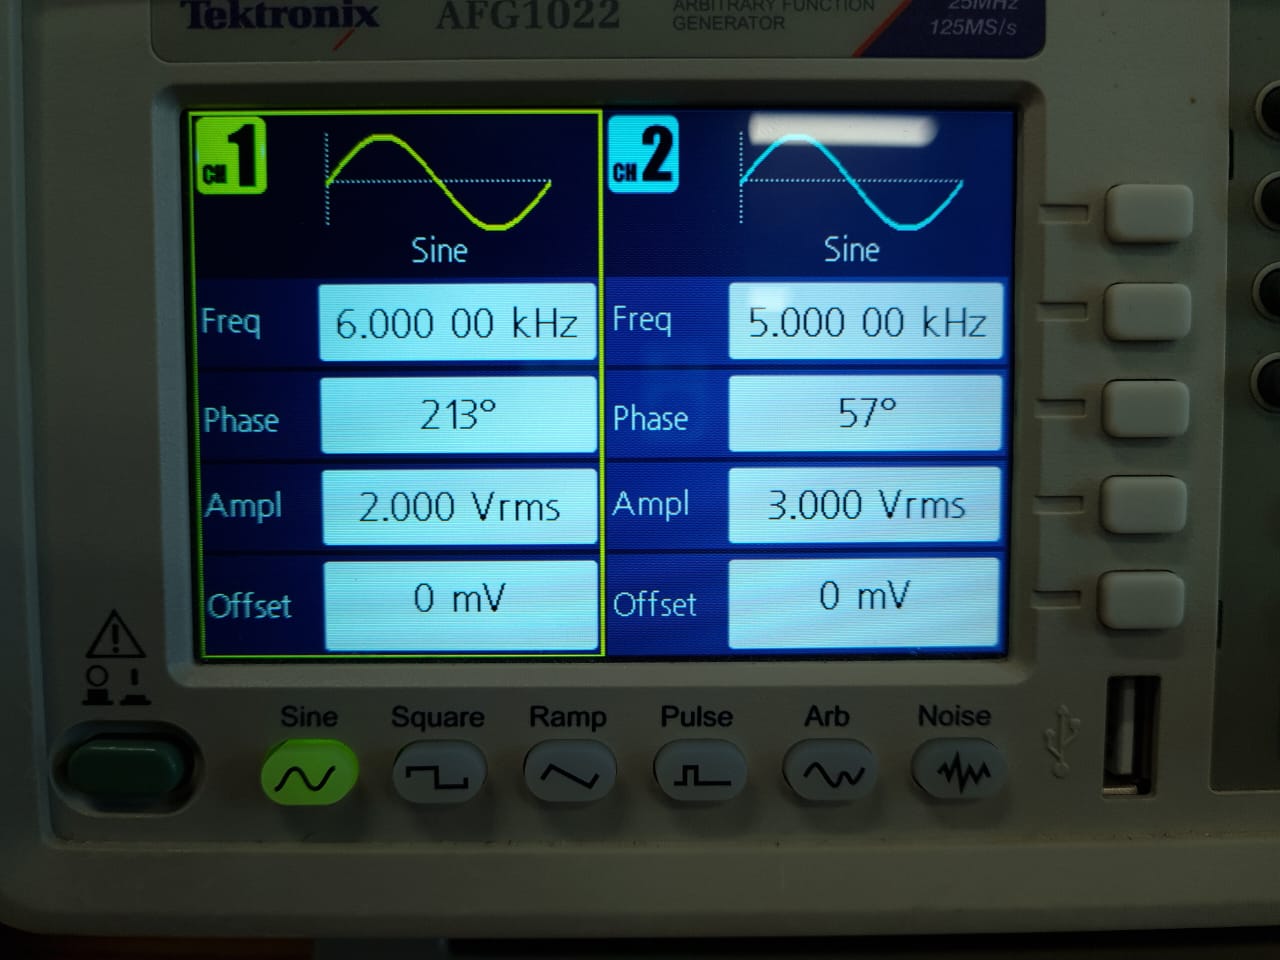 Tektronix AFG1022 ARBITRARY FUNCTION
GENERATOR
25MHz
125MS/s
CH 1
Sine
Freq 6.000 00 kHz
Phase 213°
Ampl 2.000 Vrms
Offset 0 mV
CH 2
Sine
Freq 5.000 00 kHz
Phase 57°
Ampl 3.000 Vrms
Offset 0 mV
Sine Square Ramp Pulse Arb Noise